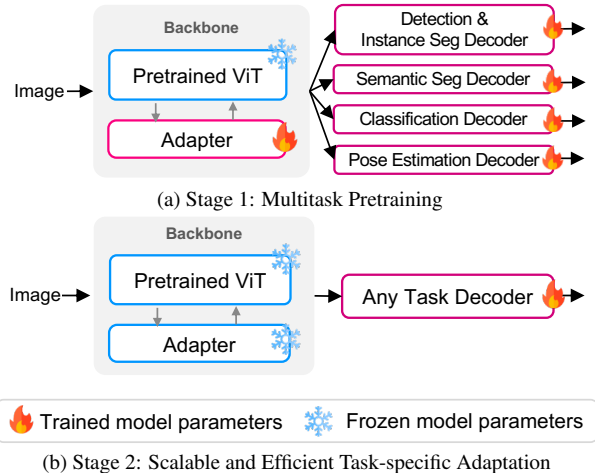 Backbone
Pretrained ViT
Image
Adapter
Detection &
Instance Seg Decoder
Semantic Seg Decoder
Classification Decoder
Pose Estimation Decoder
(a) Stage 1: Multitask Pretraining
Backbone
Pretrained ViT
Image
Adapter
Any Task Decoder
Trained model parameters
Frozen model parameters
(b) Stage 2: Scalable and Efficient Task-specific Adaptation